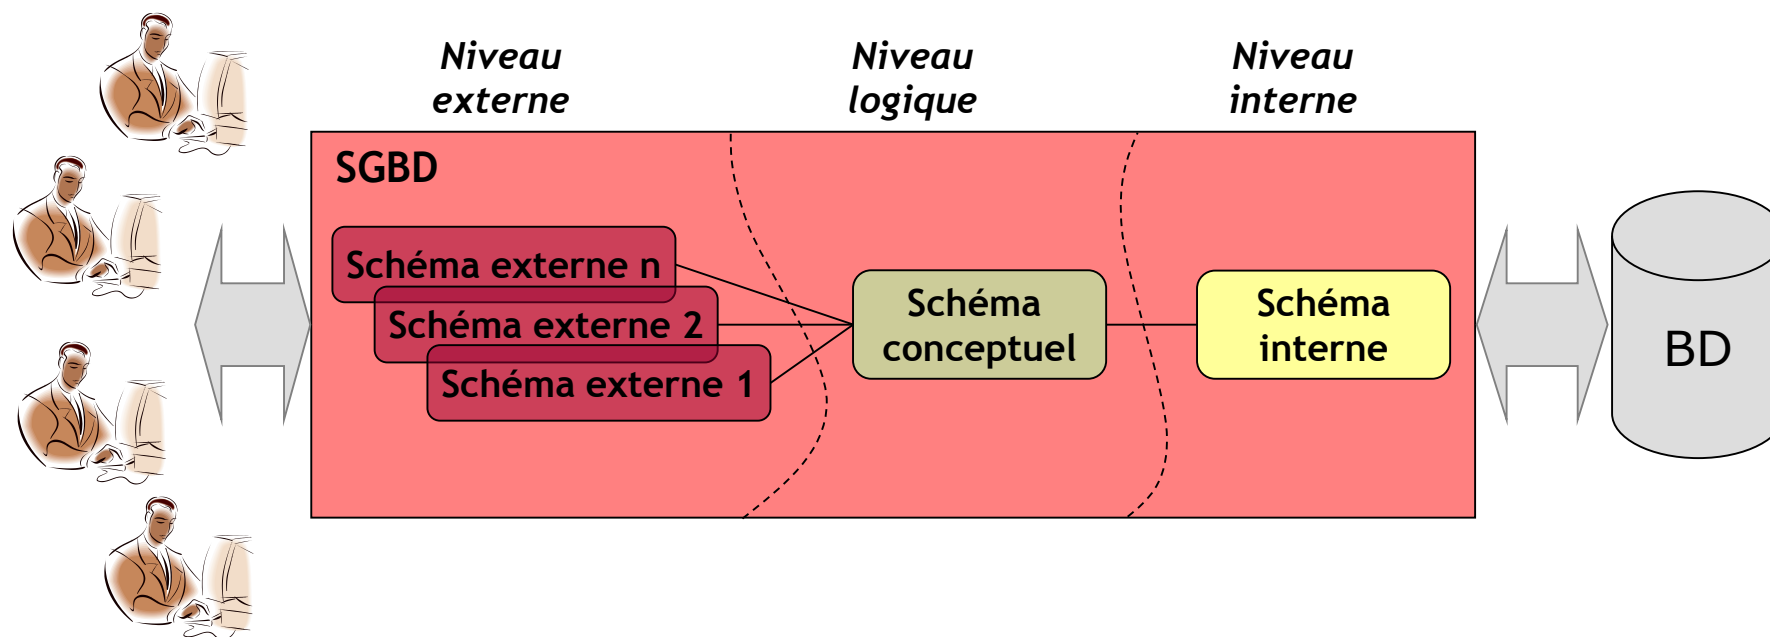 Niveau
externe
Niveau
logique
Niveau
interne
SGBD
Schéma externe n
Schéma externe 2
Schéma externe 1
Schéma
conceptuel
Schéma
interne
BD